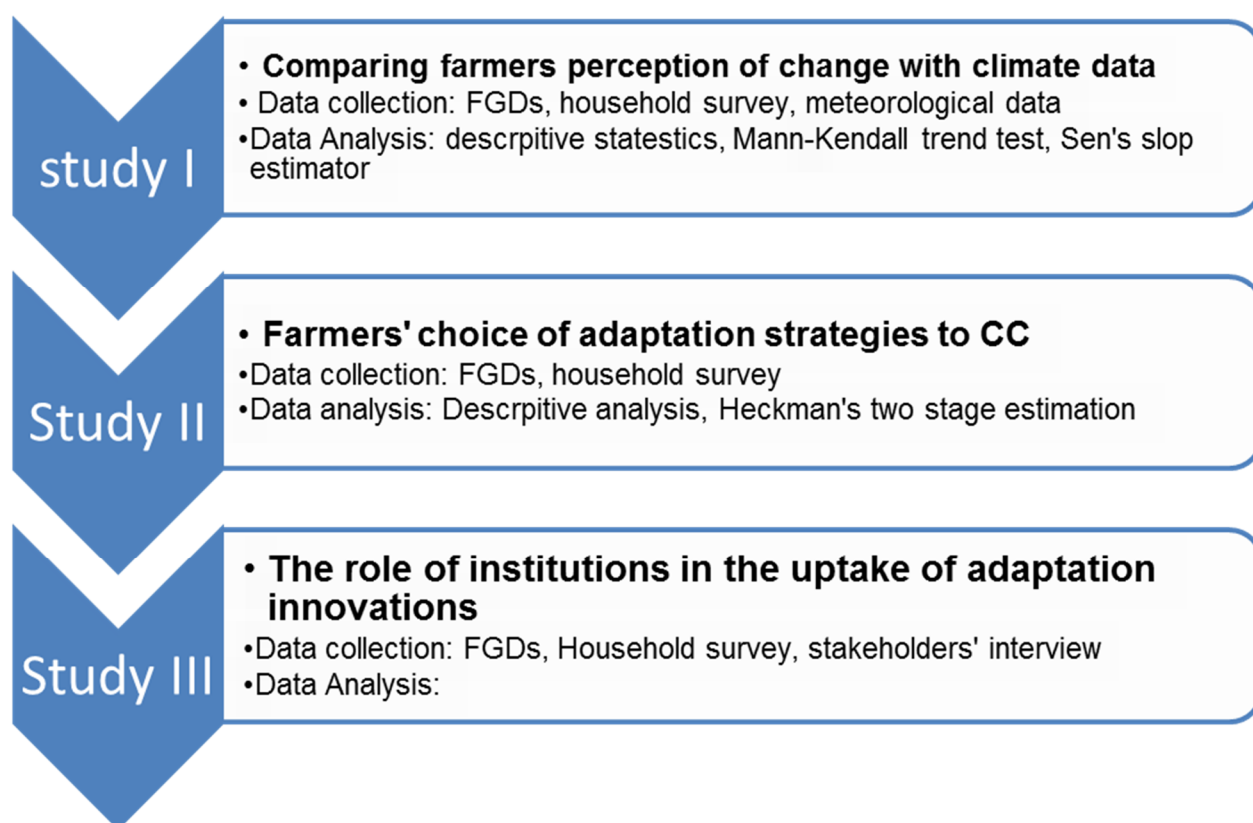 study I
• Comparing farmers perception of change with climate data
• Data collection: FGDs, household survey, meteorological data
•Data Analysis: descrpitive statestics, Mann-Kendall trend test, Sen's slop
estimator
Study II
• Farmers' choice of adaptation strategies to CC
•Data collection: FGDs, household survey
•Data analysis: Descrpitive analysis, Heckman's two stage estimation
Study III
• The role of institutions in the uptake of adaptation
innovations
•Data collection: FGDs, Household survey, stakeholders' interview
•Data Analysis: